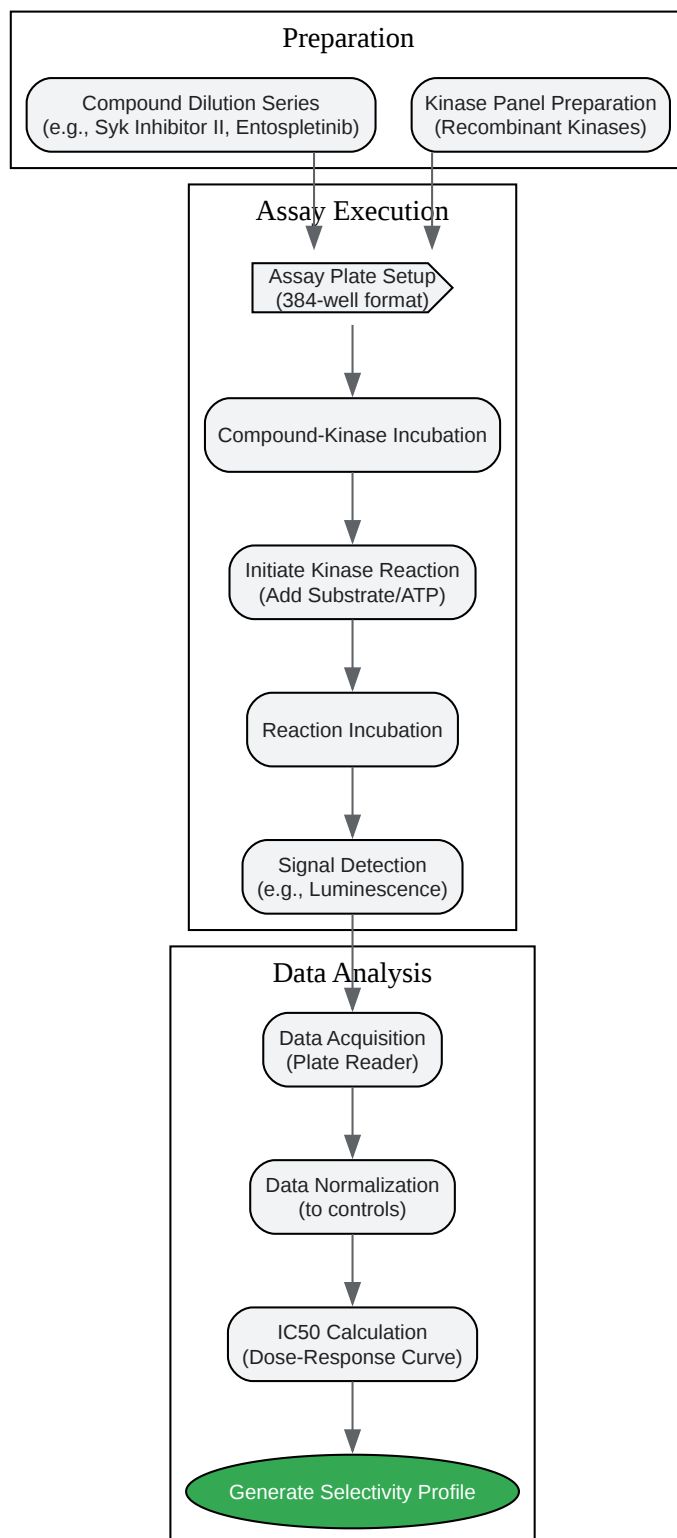 Preparation
Compound Dilution Series
(e.g., Syk Inhibitor II, Entospletinib)
Kinase Panel Preparation
(Recombinant Kinases)
Assay Execution
Assay Plate Setup
(384-well format)
Compound-Kinase Incubation
Initiate Kinase Reaction
(Add Substrate/ATP)
Reaction Incubation
Signal Detection
(e.g., Luminescence)
Data Analysis
Data Acquisition
(Plate Reader)
Data Normalization
(to controls)
IC50 Calculation
(Dose-Response Curve)
Generate Selectivity Profile